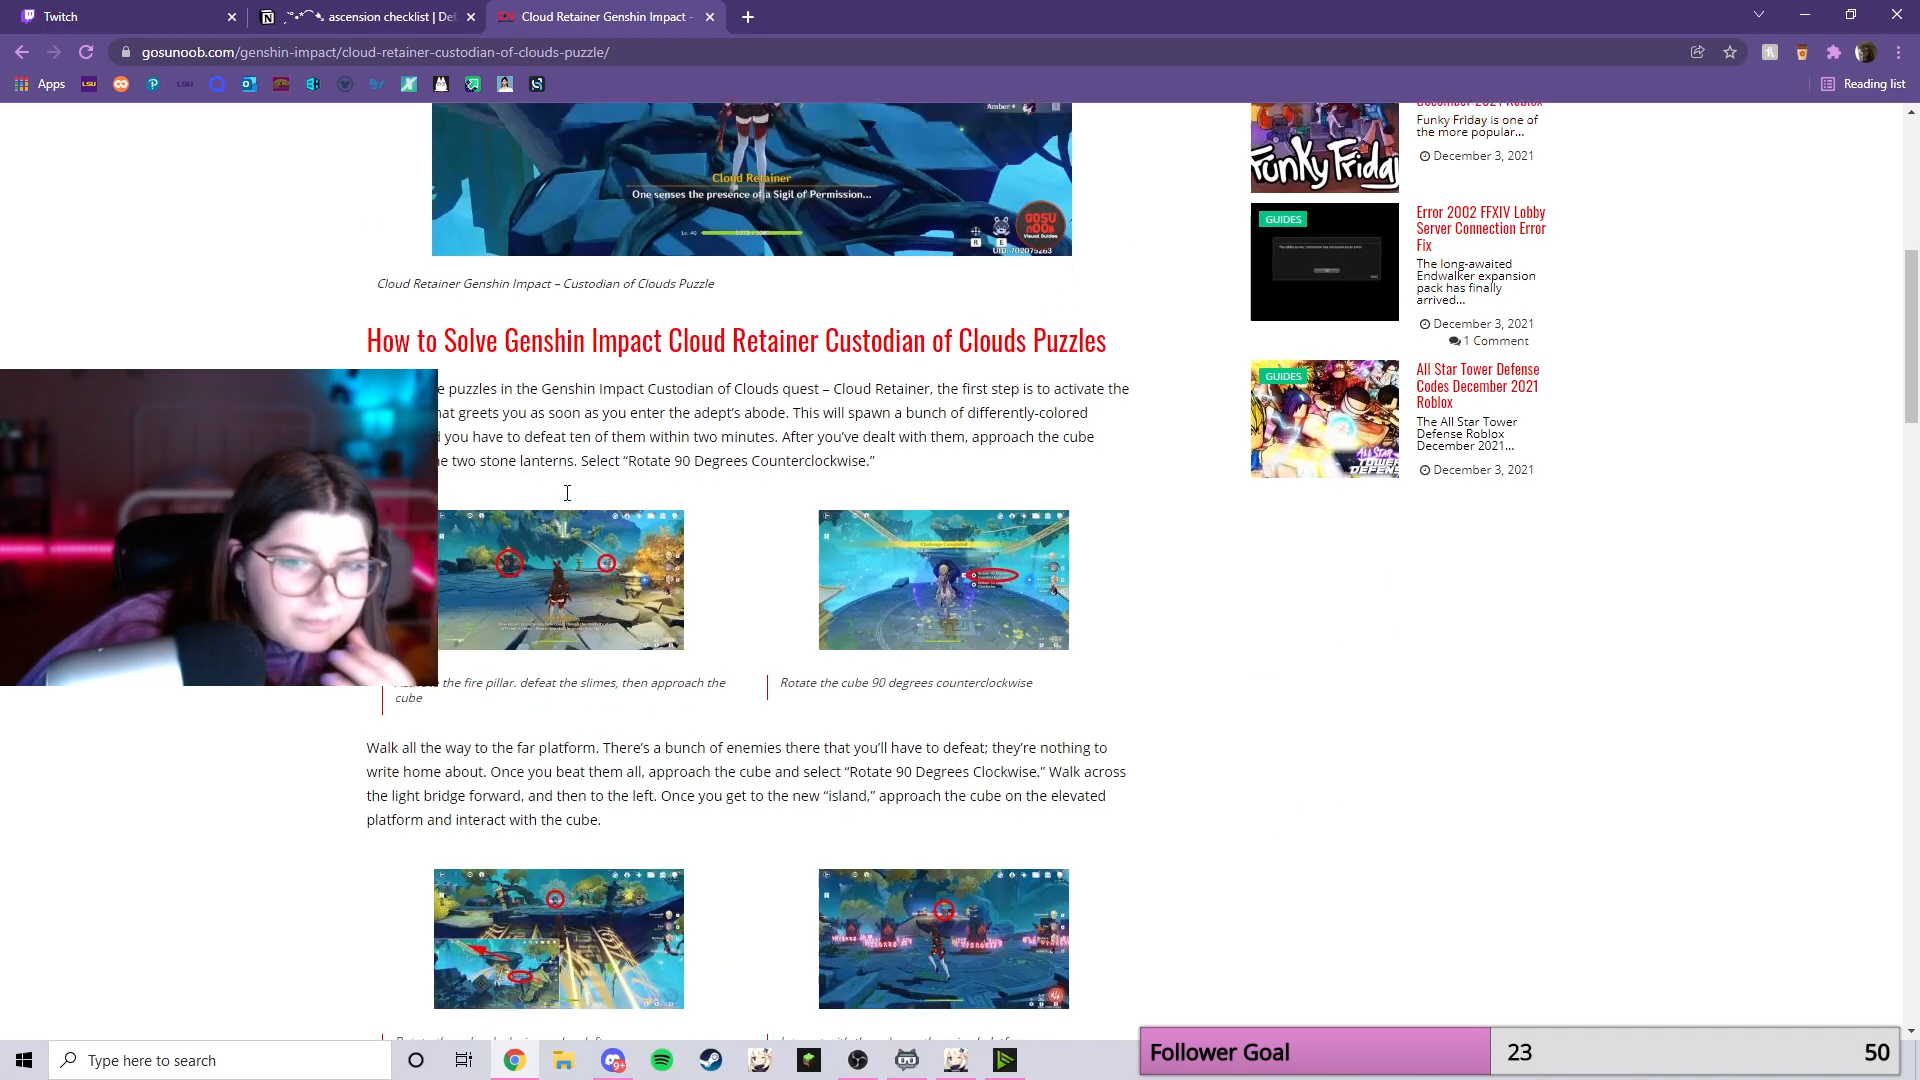 Twitch
ascension checklist | De
Cloud Retainer Genshin Impact -
gosunoob.com/genshin-impact/cloud-retainer-custodian-of-clouds-puzzle/
Apps
LSU
Reading list
Amber
Cloud Retainer
One senses the presence of a Sigil of Permission...
Lv. 40
GOSU NOOB
Visual Guides
UID: 702075263
Cloud Retainer Genshin Impact – Custodian of Clouds Puzzle
How to Solve Genshin Impact Cloud Retainer Custodian of Clouds Puzzles
e puzzles in the Genshin Impact Custodian of Clouds quest – Cloud Retainer, the first step is to activate the
hat greets you as soon as you enter the adept’s abode. This will spawn a bunch of differently-colored
d you have to defeat ten of them within two minutes. After you’ve dealt with them, approach the cube
e two stone lanterns. Select “Rotate 90 Degrees Counterclockwise.”
Challenge Completed
the fire pillar. defeat the slimes, then approach the
cube
Rotate the cube 90 degrees counterclockwise
Walk all the way to the far platform. There’s a bunch of enemies there that you’ll have to defeat; they’re nothing to
write home about. Once you beat them all, approach the cube and select “Rotate 90 Degrees Clockwise.” Walk across
the light bridge forward, and then to the left. Once you get to the new “island,” approach the cube on the elevated
platform and interact with the cube.
December 2021 Roblox
Funky Friday is one of
the more popular...
December 3, 2021
Funky Friday
GUIDES
Error 2002 FFXIV Lobby
Server Connection Error
Fix
The long-awaited
Endwalker expansion
pack has finally
arrived...
December 3, 2021
1 Comment
GUIDES
All Star Tower Defense
Codes December 2021
Roblox
The All Star Tower
Defense Roblox
December 2021...
December 3, 2021
Type here to search
9+
Follower Goal
23
50